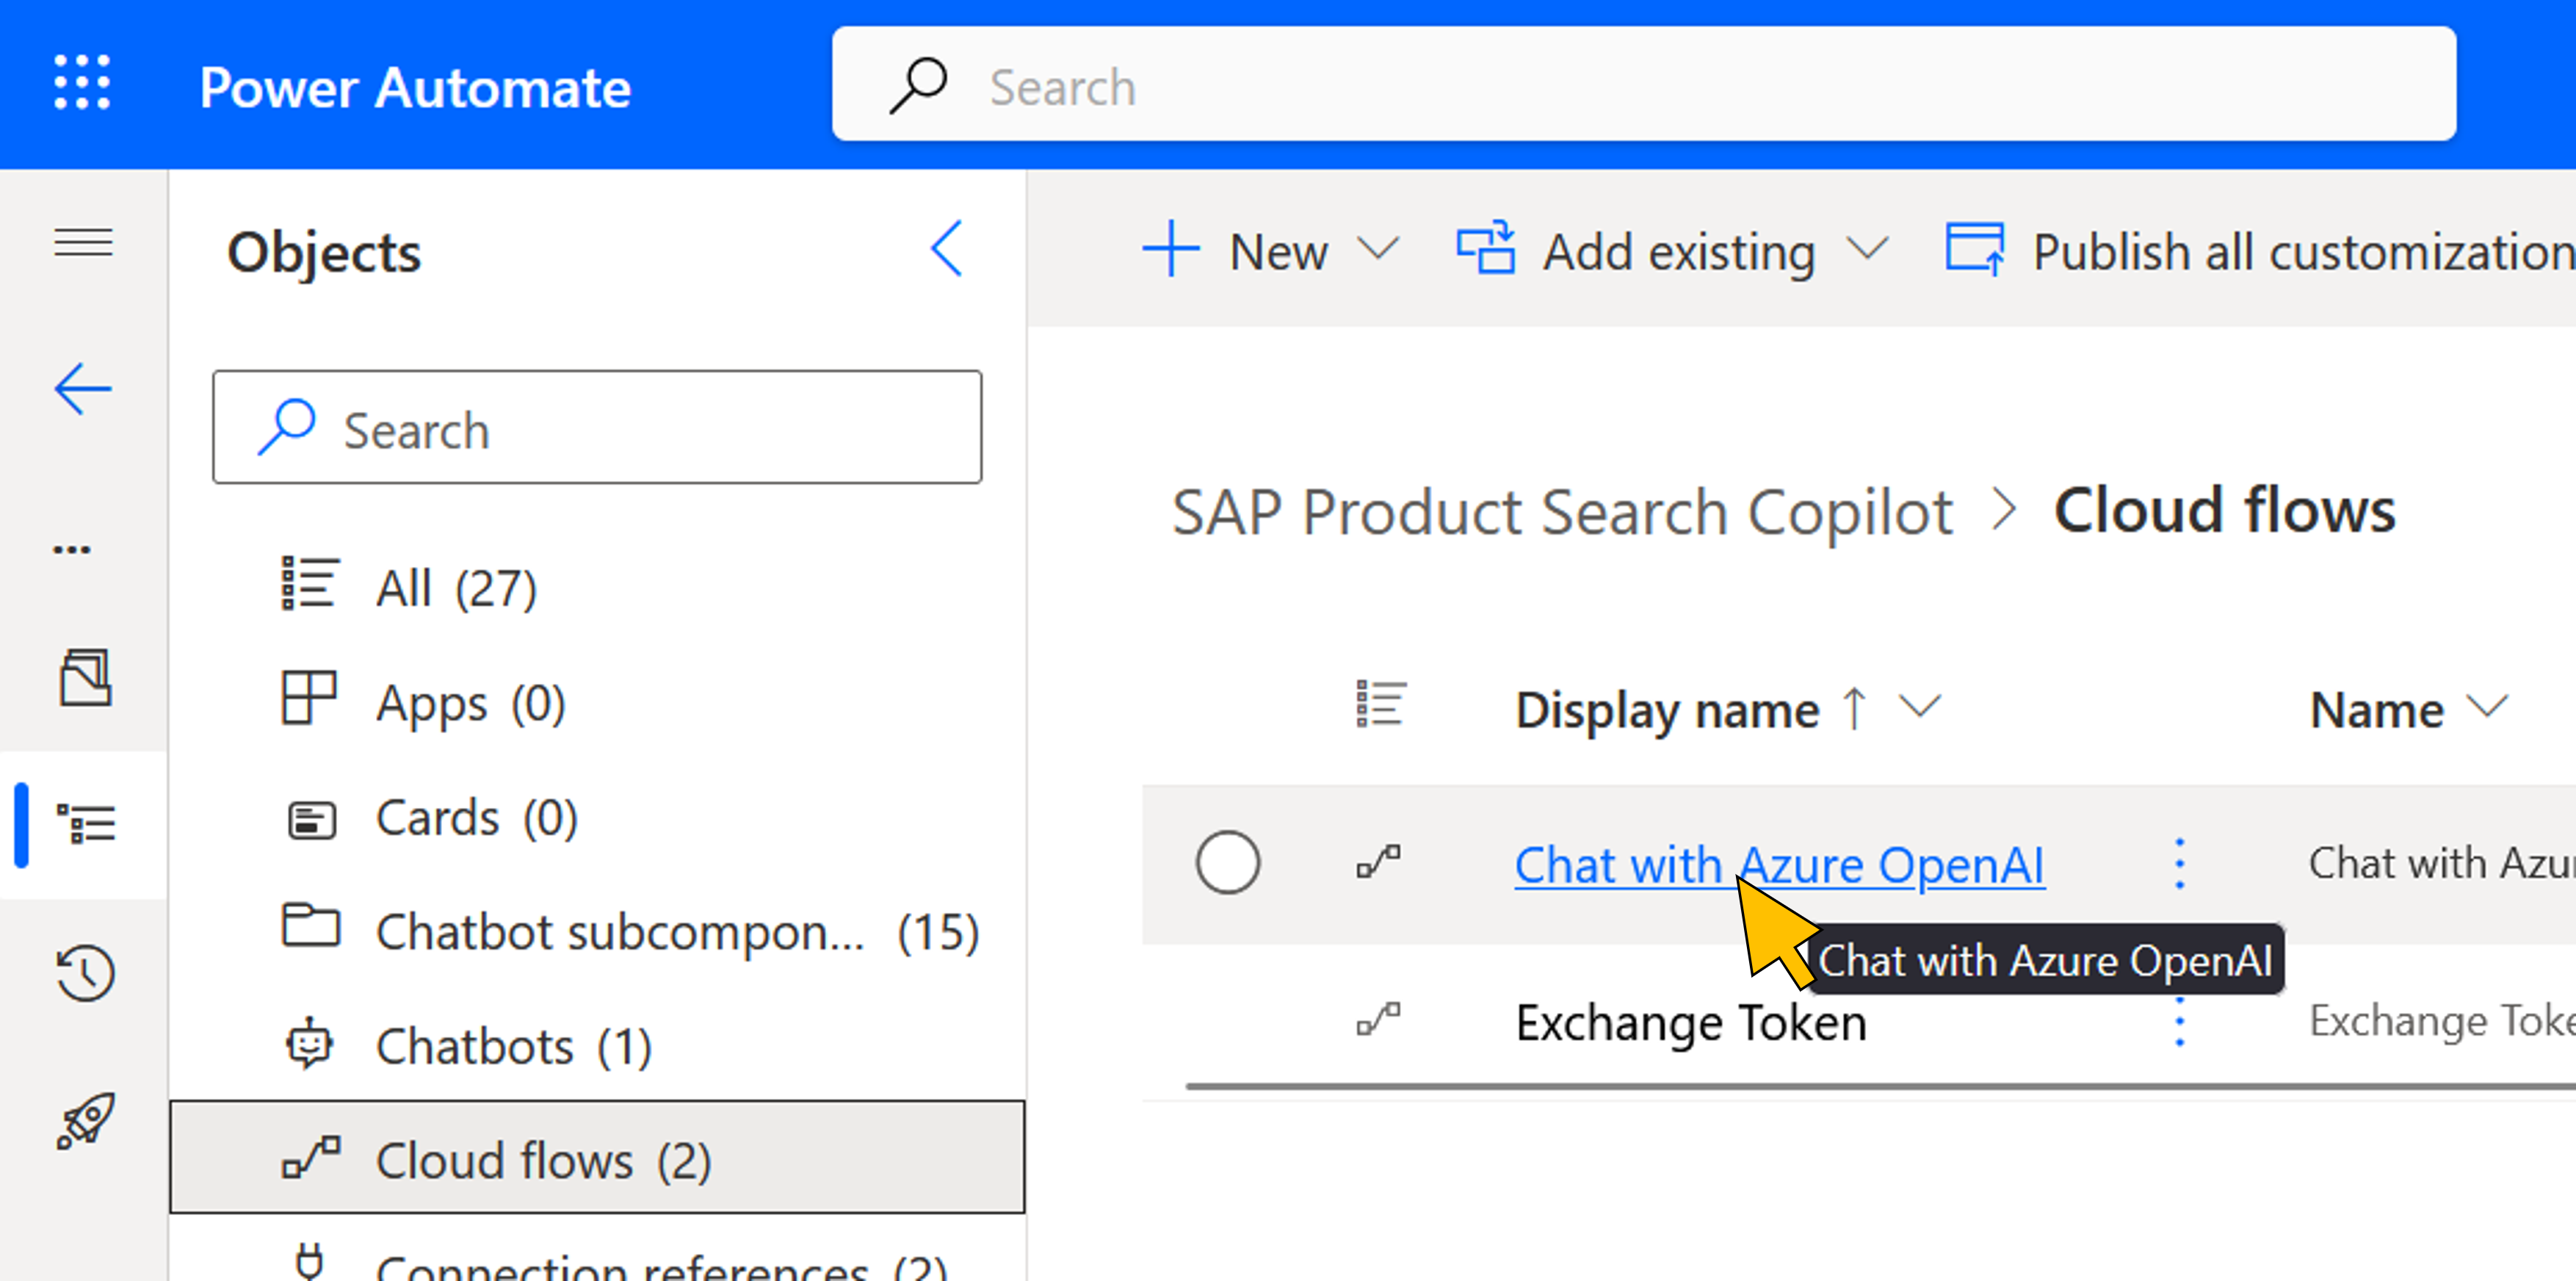 Power Automate
Search
Objects
New
Add existing
Publish all customization
Search
SAP Product Search Copilot > Cloud flows
All (27)
Apps (0)
Cards (0)
Chatbot subcompon... (15)
Chatbots (1)
Cloud flows (2)
Connection references (2)
Display name ↑
Name
Chat with Azure OpenAI
Chat with Azu
Chat with Azure OpenAI
Exchange Token
Exchange Toke